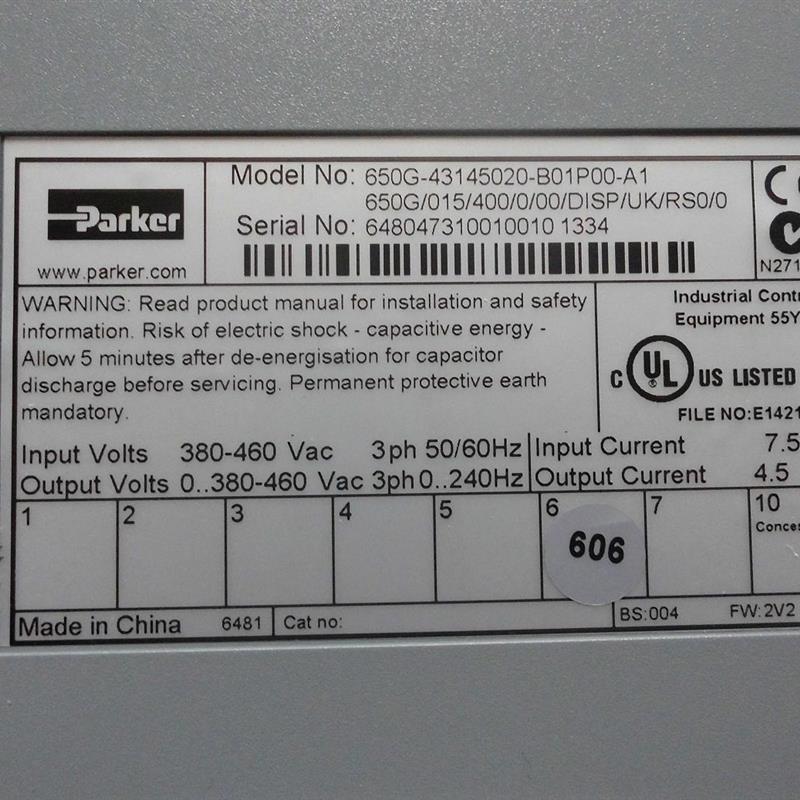 Parker
www.parker.com
Model No: 650G-43145020-B01P00-A1
650G/015/400/0/00/DISP/UK/RS0/0
Serial No: 648047310010010 1334
N271
WARNING: Read product manual for installation and safety
information. Risk of electric shock - capacitive energy -
Allow 5 minutes after de-energisation for capacitor
discharge before servicing. Permanent protective earth
mandatory.
Industrial Contr
Equipment 55Y
C UL ® US LISTED
FILE NO:E1421
Input Volts 380-460 Vac 3ph 50/60Hz Input Current 7.5
Output Volts 0..380-460 Vac 3ph 0..240Hz Output Current 4.5
1 2 3 4 5 6 7 10
Conces
606
Made in China 6481 Cat no: BS:004 FW:2V2